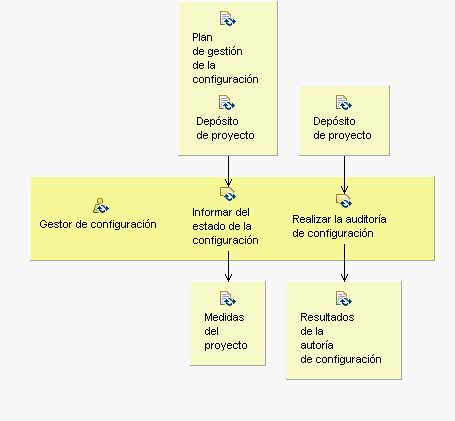 Plan
de gestión
de la
configuración
Depósito
de proyecto
Depósito
de proyecto
Gestor de configuración
Informar del
estado de la
configuración
Realizar la auditoría
de configuración
Medidas
del
proyecto
Resultados
de la
autoría
de configuración